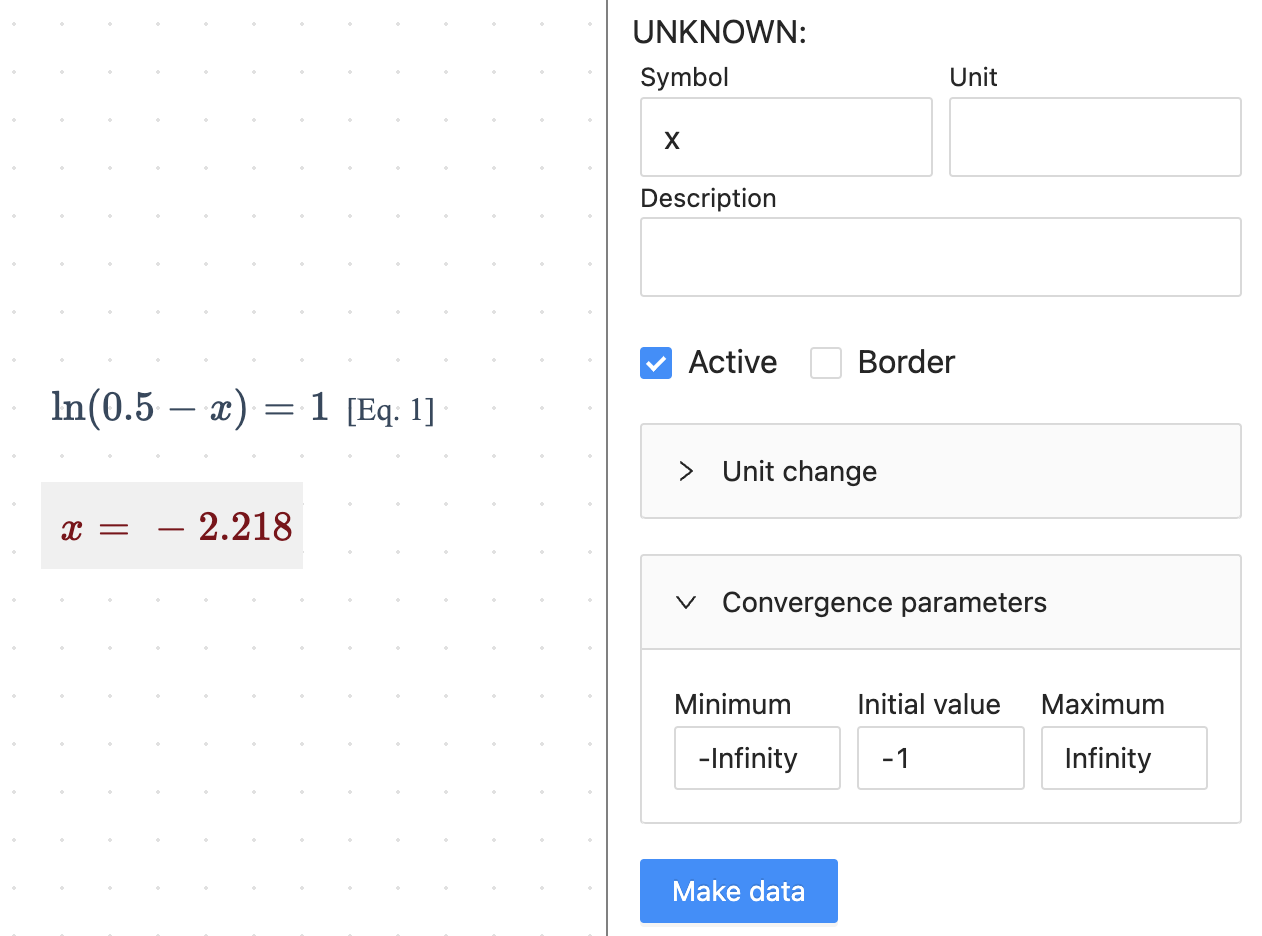 ln(0.5 − x) = 1 [Eq. 1]
x = − 2.218
UNKNOWN:
Symbol Unit
x
Description
Active Border
Unit change
Convergence parameters
Minimum Initial value Maximum
-Infinity -1 Infinity
Make data